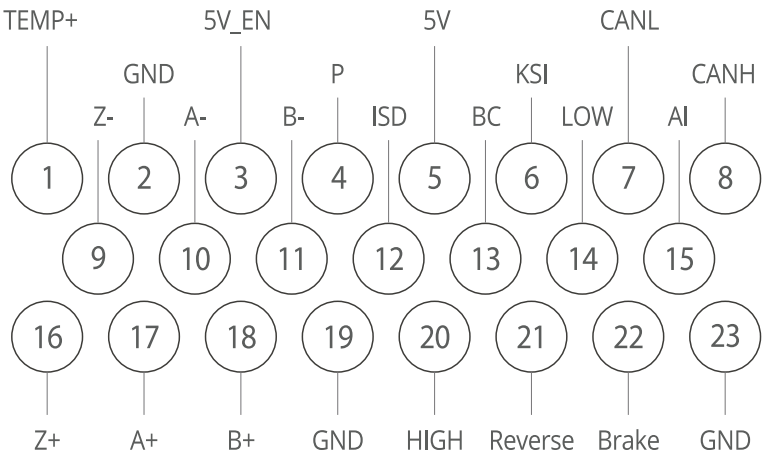 TEMP+ 5V_EN 5V CANL
GND P KSI CANH
Z- A- B- ISD BC LOW AI
1 2 3 4 5 6 7 8
9 10 11 12 13 14 15
16 17 18 19 20 21 22 23
Z+ A+ B+ GND HIGH Reverse Brake GND